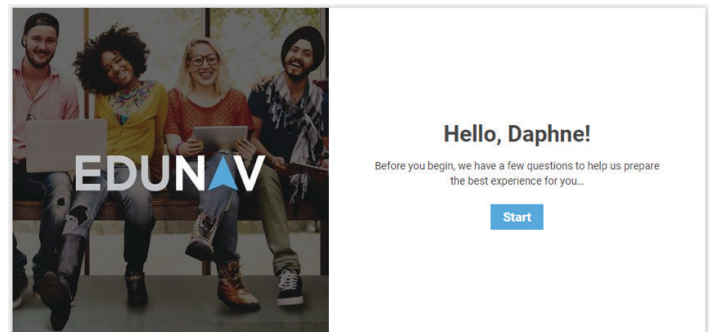 EDUNAV
Hello, Daphne!
Before you begin, we have a few questions to help us prepare
the best experience for you...
Start